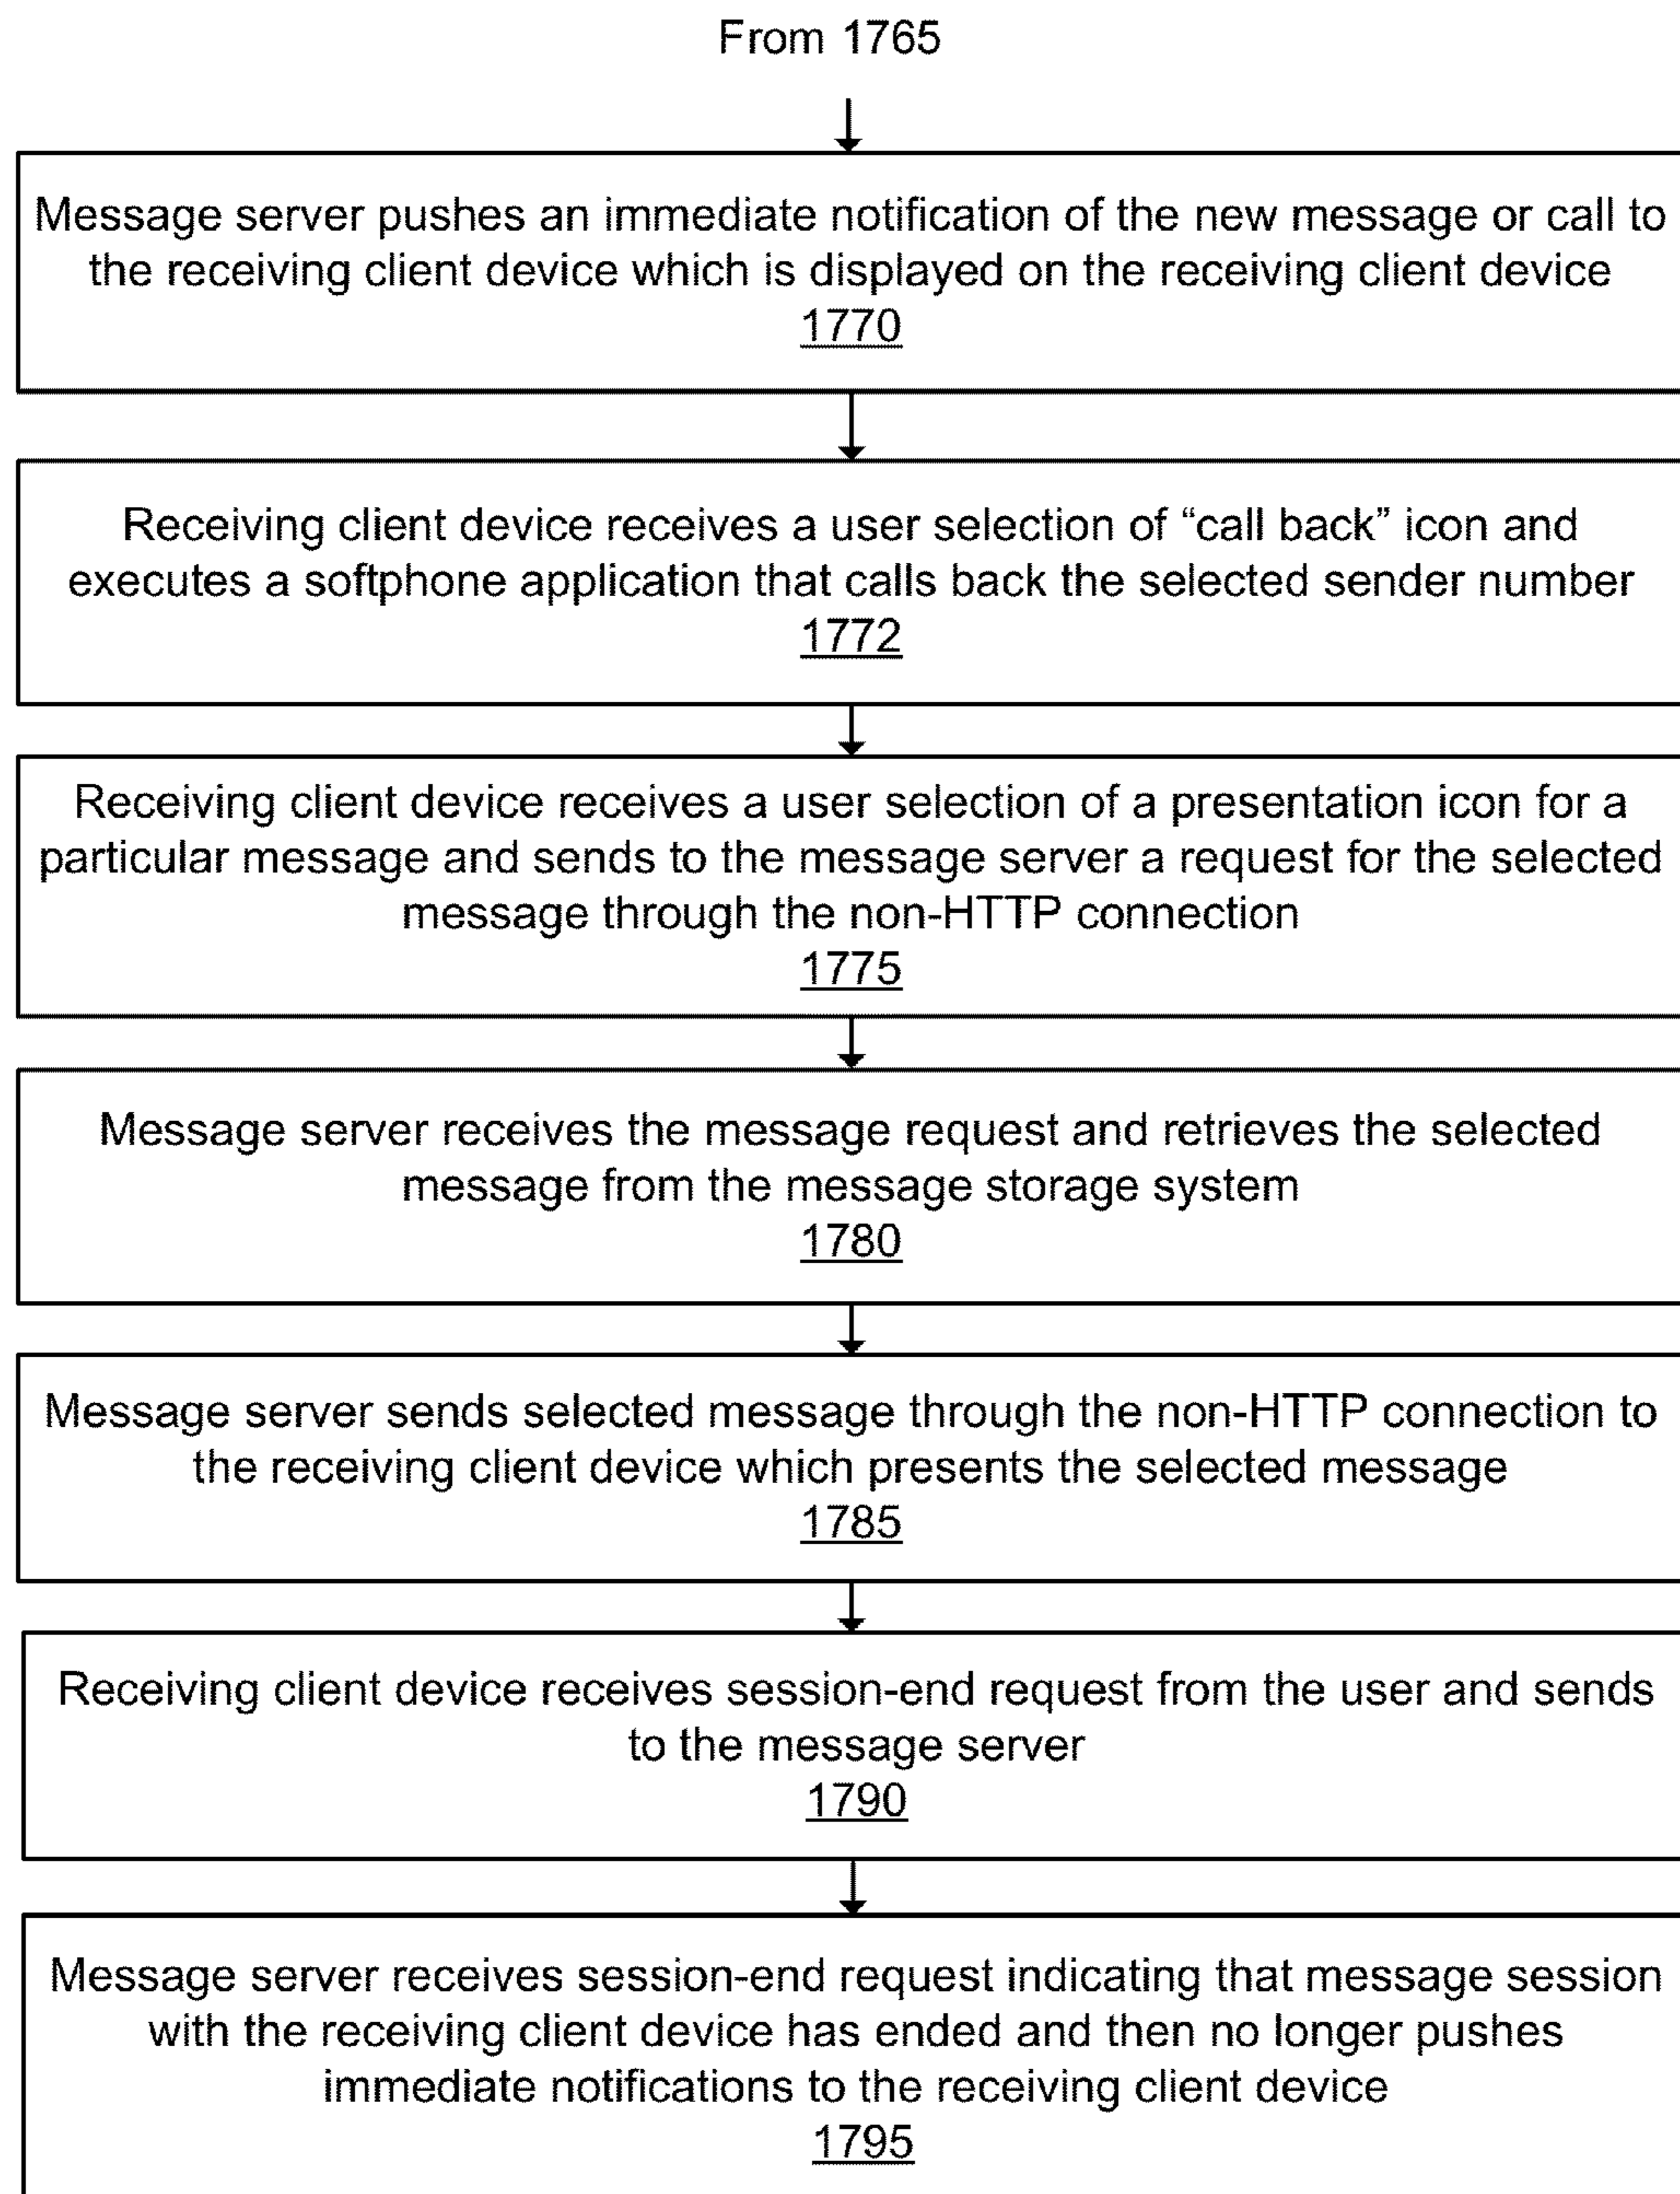 From 1765
Message server pushes an immediate notification of the new message or call to
the receiving client device which is displayed on the receiving client device
1770
Receiving client device receives a user selection of “call back” icon and
executes a softphone application that calls back the selected sender number
1772
Receiving client device receives a user selection of a presentation icon for a
particular message and sends to the message server a request for the selected
message through the non-HTTP connection
1775
Message server receives the message request and retrieves the selected
message from the message storage system
1780
Message server sends selected message through the non-HTTP connection to
the receiving client device which presents the selected message
1785
Receiving client device receives session-end request from the user and sends
to the message server
1790
Message server receives session-end request indicating that message session
with the receiving client device has ended and then no longer pushes
immediate notifications to the receiving client device
1795